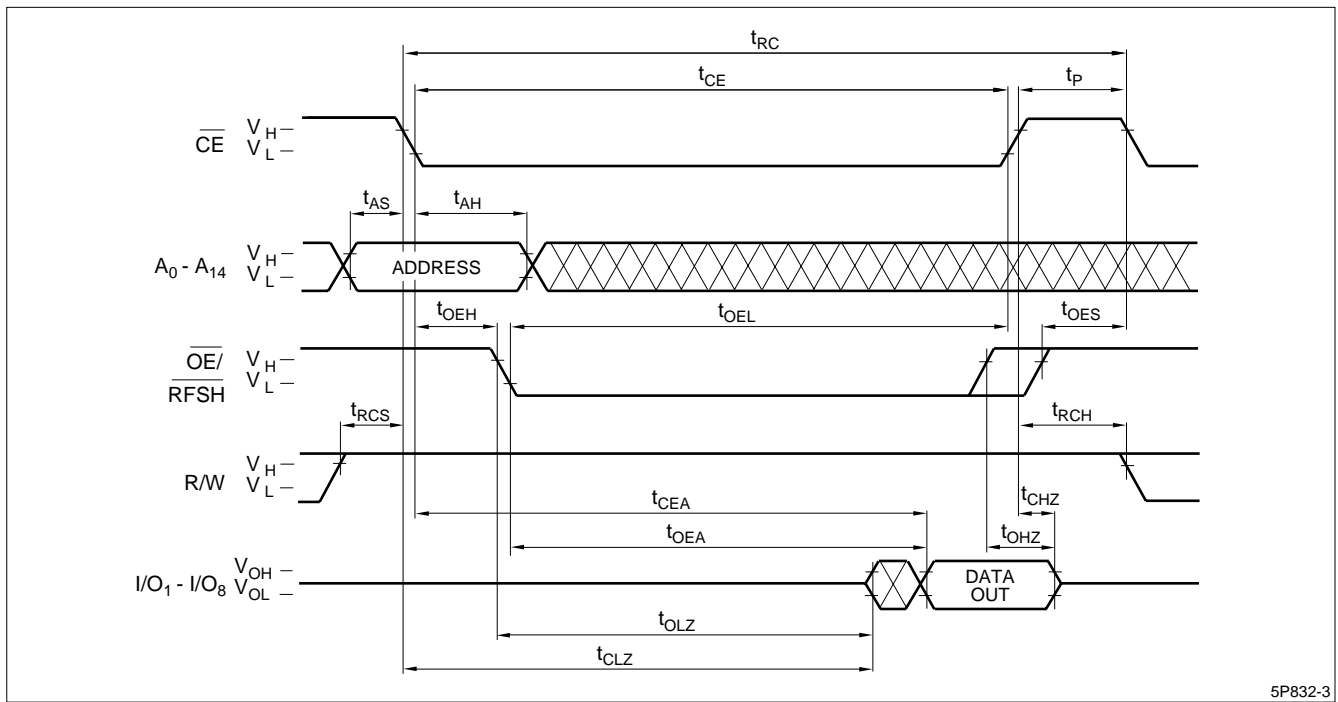 tRC
tCE
tP
CE VH
VL
tAS tAH
A0 - A14 VH
VL
ADDRESS
tOEH tOEL tOES
OE/
RFSH VH
VL
tRCS tRCH
R/W VH
VL
tCEA tCHZ
tOEA tOHZ
I/O1 - I/O8 VOH
VOL
DATA
OUT
tOLZ
tCLZ
5P832-3